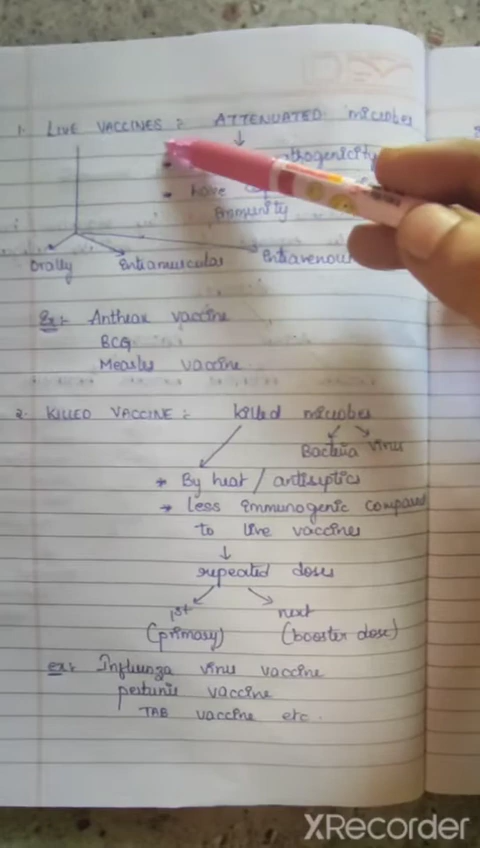 1. LIVE VACCINES :- ATTENUATED microbes
athogenicity
have
immunity
Orally Intramuscular Intravenous
Ex:- Anthrax vaccine
BCG
Measles vaccine
2. KILLED VACCINE :- killed microbes
Bacteria virus
* By heat / antiseptics
* Less immunogenic compared
to live vaccines
repeated doses
1st next
(primary) (booster dose)
ex:- Influenza virus vaccine
pertusis vaccine
TAB vaccine etc.
XRecorder